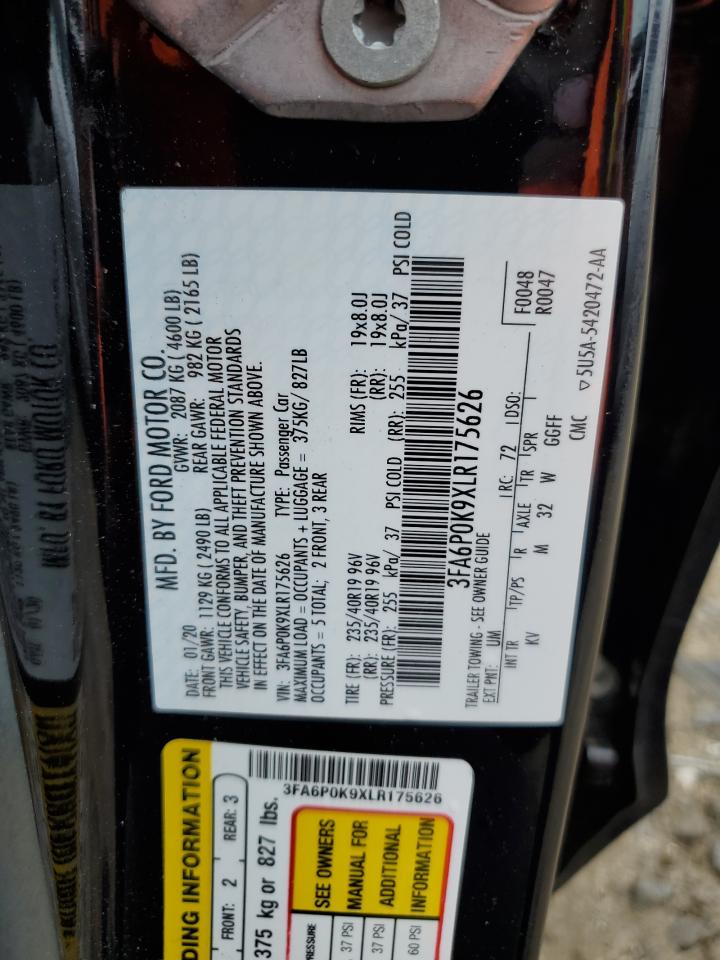 MFD. BY FORD MOTOR CO.
DATE: 01/20 GVWR: 2087 KG ( 4600 LB)
FRONT GAWR: 1129 KG ( 2490 LB) REAR GAWR: 982 KG ( 2165 LB)
THIS VEHICLE CONFORMS TO ALL APPLICABLE FEDERAL MOTOR
VEHICLE SAFETY, BUMPER, AND THEFT PREVENTION STANDARDS
IN EFFECT ON THE DATE OF MANUFACTURE SHOWN ABOVE.
VIN: 3FA6P0K9XLR175626 TYPE: Passenger Car
MAXIMUM LOAD = OCCUPANTS + LUGGAGE = 375KG/ 827LB
OCCUPANTS = 5 TOTAL; 2 FRONT, 3 REAR
TIRE (FR): 235/40R19 96V RIMS (FR): 19x8.0J
(RR): 235/40R19 96V (RR): 19x8.0J
PRESSURE (FR): 255 kPa/ 37 PSI COLD (RR): 255 kPa/ 37 PSI COLD
3FA6P0K9XLR175626
TRAILER TOWING - SEE OWNER GUIDE
EXT PNT: UM RC: 72 DSO: F0048
R0047
INT TR TP/PS R AXLE TR SPR
KV M 32 W GGFF
CMC ▽5U5A-5420472-AA
DING INFORMATION
FRONT: 2 REAR: 3
375 kg or 827 lbs.
3FA6P0K9XLR175626
PRESSURE
37 PSI
37 PSI
60 PSI
SEE OWNERS
MANUAL FOR
ADDITIONAL
INFORMATION